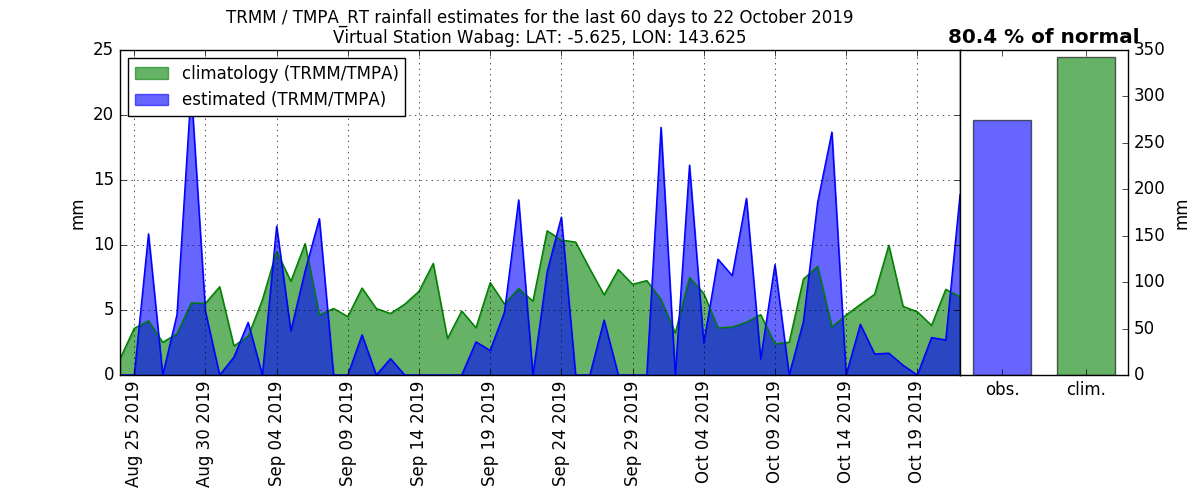 TRMM / TMPA_RT rainfall estimates for the last 60 days to 22 October 2019
Virtual Station Wabag: LAT: -5.625, LON: 143.625
80.4 % of normal
climatology (TRMM/TMPA)
estimated (TRMM/TMPA)
25
20
15
10
5
0
mm
Aug 25 2019
Aug 30 2019
Sep 04 2019
Sep 09 2019
Sep 14 2019
Sep 19 2019
Sep 24 2019
Sep 29 2019
Oct 04 2019
Oct 09 2019
Oct 14 2019
Oct 19 2019
350
300
250
200
150
100
50
0
mm
obs.
clim.